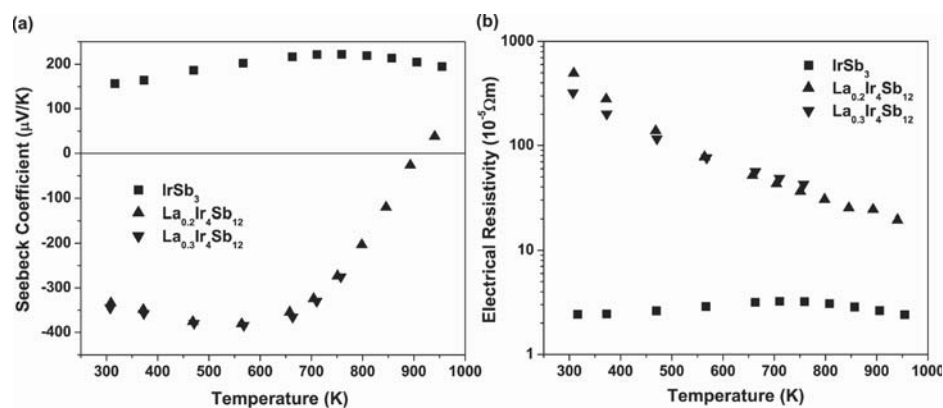 (a)
Seebeck Coefficient (μV/K)
200
100
0
-100
-200
-300
-400
IrSb₃
La₀.₂Ir₄Sb₁₂
La₀.₃Ir₄Sb₁₂
300 400 500 600 700 800 900 1000
Temperature (K)
(b)
Electrical Resistivity (10⁻⁵Ωm)
1000
100
10
1
IrSb₃
La₀.₂Ir₄Sb₁₂
La₀.₃Ir₄Sb₁₂
300 400 500 600 700 800 900 1000
Temperature (K)